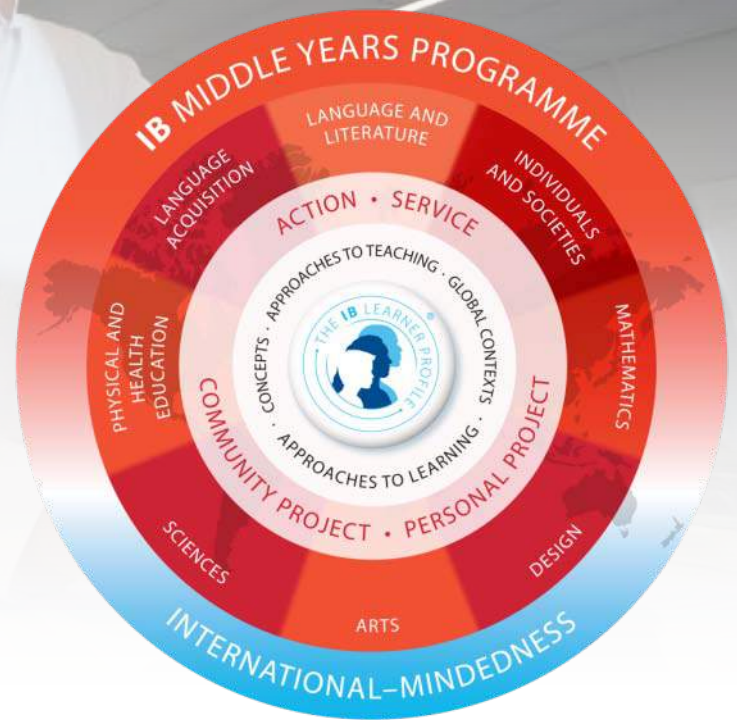 IB MIDDLE YEARS PROGRAMME
LANGUAGE AND
LITERATURE
LANGUAGE
ACQUISITION
INDIVIDUALS
AND SOCIETIES
PHYSICAL AND
HEALTH
EDUCATION
MATHEMATICS
SCIENCES
DESIGN
ARTS
ACTION • SERVICE
COMMUNITY PROJECT • PERSONAL PROJECT
APPROACHES TO TEACHING · GLOBAL CONTEXTS ·
· CONCEPTS ·
APPROACHES TO LEARNING
THE IB LEARNER PROFILE
®
INTERNATIONAL–MINDEDNESS